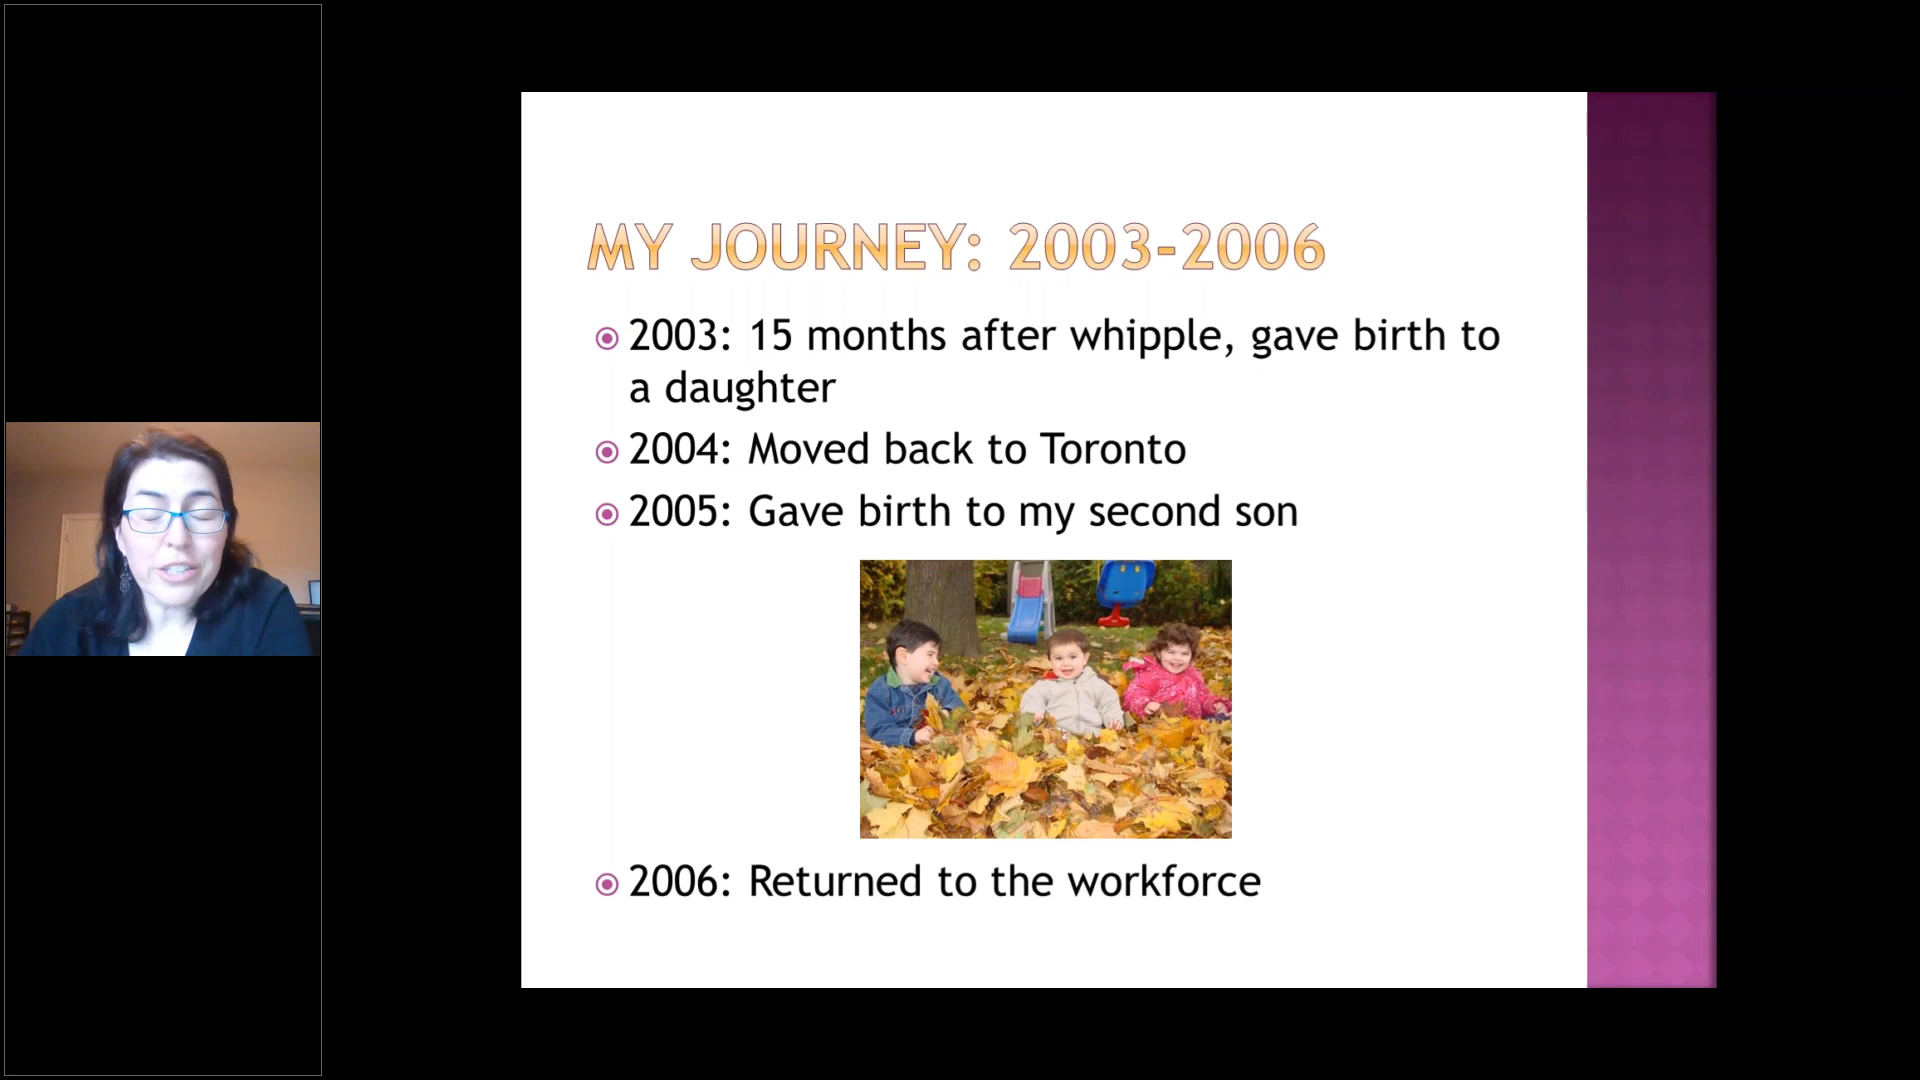 MY JOURNEY: 2003-2006
2003: 15 months after whipple, gave birth to
a daughter
2004: Moved back to Toronto
2005: Gave birth to my second son
2006: Returned to the workforce